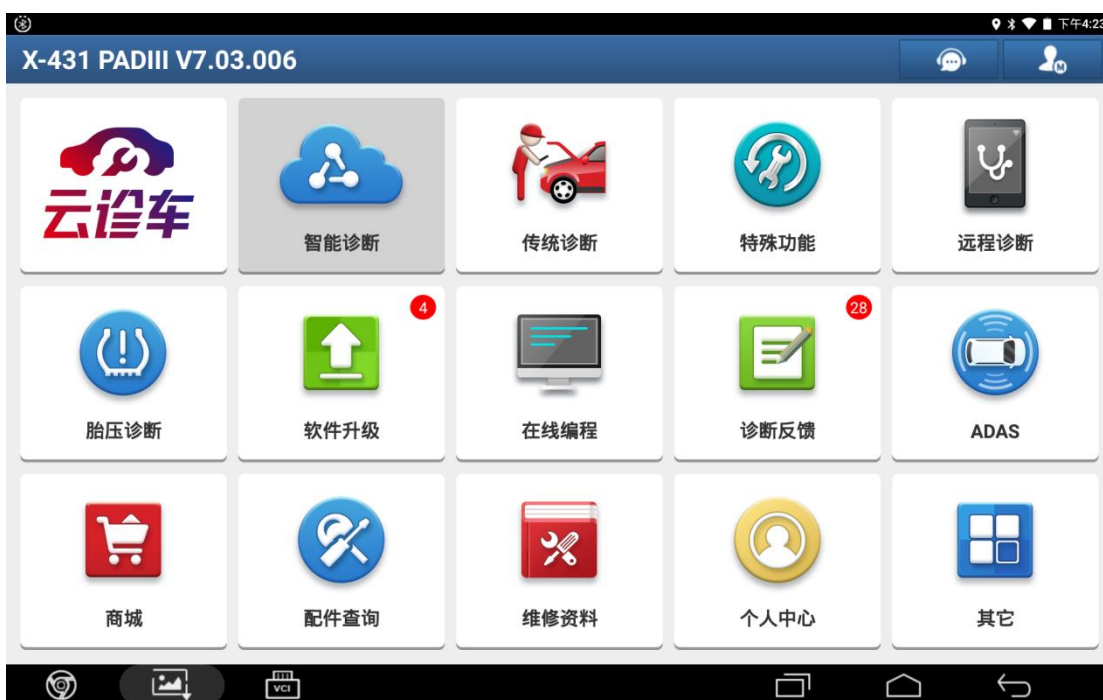 下午4:23
X-431 PADIII V7.03.006
M
云诊车
智能诊断
传统诊断
特殊功能
远程诊断
4
28
胎压诊断
软件升级
在线编程
诊断反馈
ADAS
商城
配件查询
维修资料
个人中心
其它
VCI